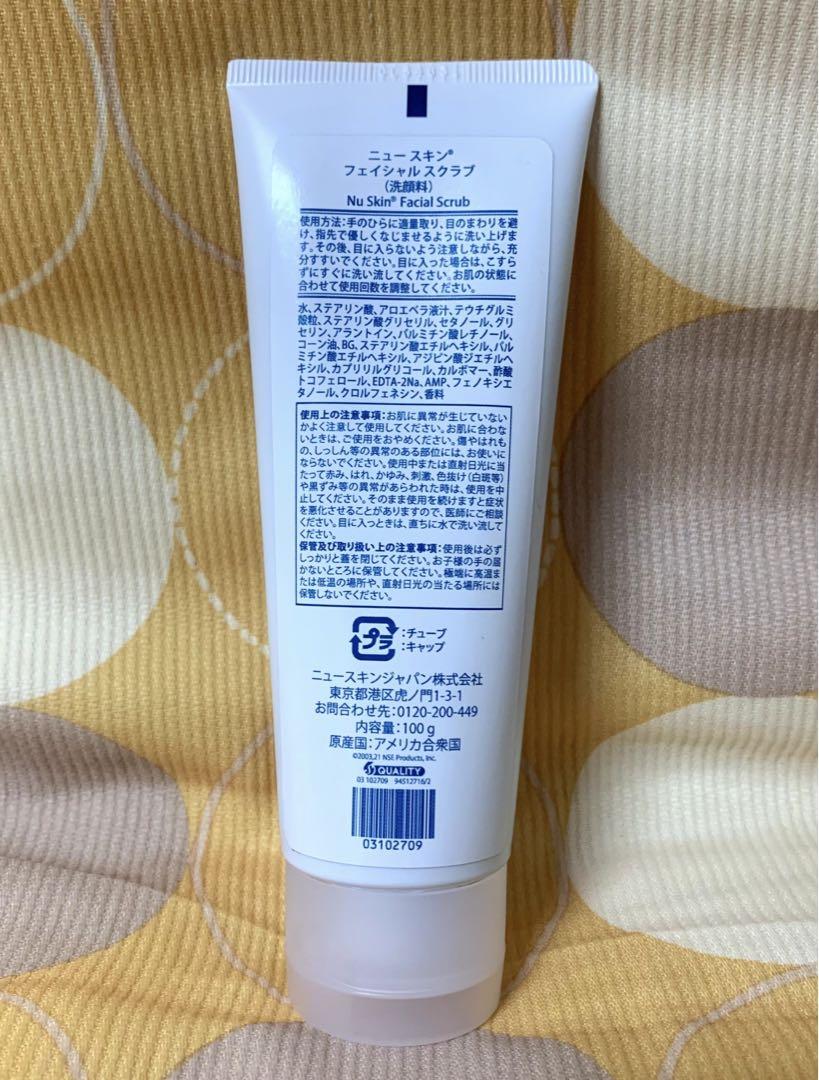 ニュー スキン®
フェイシャル スクラブ
(洗顔料)
Nu Skin® Facial Scrub
使用方法:手のひらに適量取り、目のまわりを避
け、指先で優しくなじませるように洗い上げま
す。その後、目に入らないよう注意しながら、充
分すすいでください。目に入った場合は、こすら
ずにすぐに洗い流してください。お肌の状態に
合わせて使用回数を調整してください。
水、ステアリン酸、アロエベラ液汁、テウチグルミ
殻粒、ステアリン酸グリセリル、セタノール、グリ
セリン、アラントイン、パルミチン酸レチノール、
コーン油、BG、ステアリン酸エチルヘキシル、パル
ミチン酸エチルヘキシル、アジピン酸ジエチルヘ
キシル、カプリリルグリコール、カルボマー、酢酸
トコフェロール、EDTA-2Na、AMP、フェノキシエ
タノール、クロルフェネシン、香料
使用上の注意事項:お肌に異常が生じていない
かよく注意して使用してください。お肌に合わな
いときは、ご使用をおやめください。傷やはれも
の、しっしん等の異常のある部位には、お使いに
ならないでください。使用中または直射日光に当
たって赤み、はれ、かゆみ、刺激、色抜け(白斑等)
や黒ずみ等の異常があらわれた時は、使用を中
止してください。そのまま使用を続けますと症状
を悪化させることがありますので、医師にご相談
ください。目に入っときは、直ちに水で洗い流して
ください。
保管及び取り扱い上の注意事項:使用後は必ず
しっかりと蓋を閉じてください。お子様の手の届
かないところに保管してください。極端に高温ま
たは低温の場所や、直射日光の当たる場所には
保管しないでください。
プラ
:チューブ
:キャップ
ニュースキンジャパン株式会社
東京都港区虎ノ門1-3-1
お問合わせ先:0120-200-449
内容量:100 g
原産国:アメリカ合衆国
©2003,21 NSE Products, Inc.
QUALITY
03 102709 94512716/2
03102709